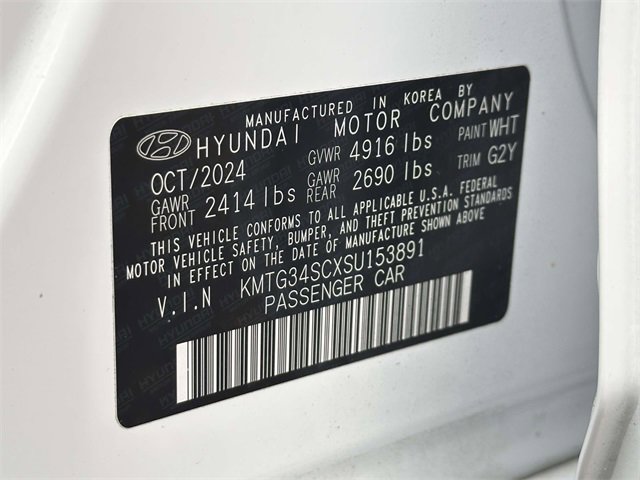 MANUFACTURED IN KOREA BY
HYUNDAI MOTOR COMPANY
OCT/2024 GVWR 4916 lbs PAINT WHT
GAWR FRONT 2414 lbs GAWR REAR 2690 lbs TRIM G2Y
THIS VEHICLE CONFORMS TO ALL APPLICABLE U.S.A. FEDERAL
MOTOR VEHICLE SAFETY, BUMPER, AND THEFT PREVENTION STANDARDS
IN EFFECT ON THE DATE OF MANUFACTURE SHOWN ABOVE
V.I.N KMTG34SCXSU153891
PASSENGER CAR